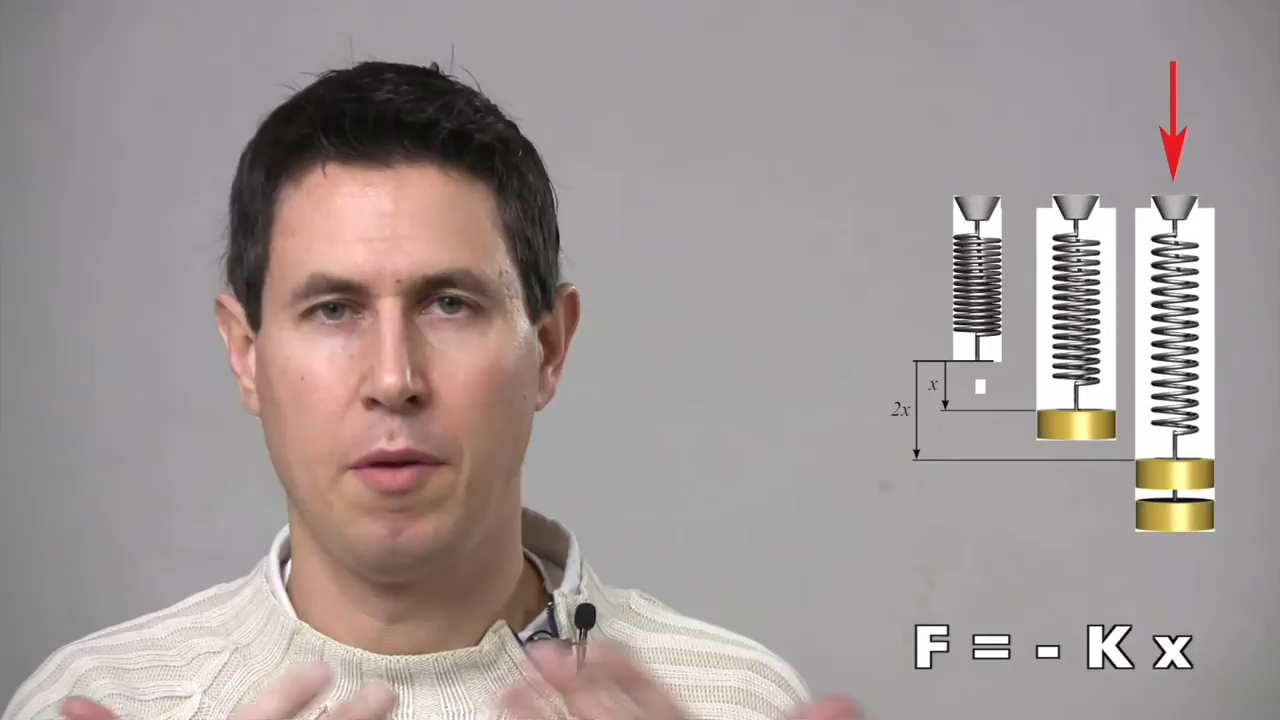 x
2x
F = - K x